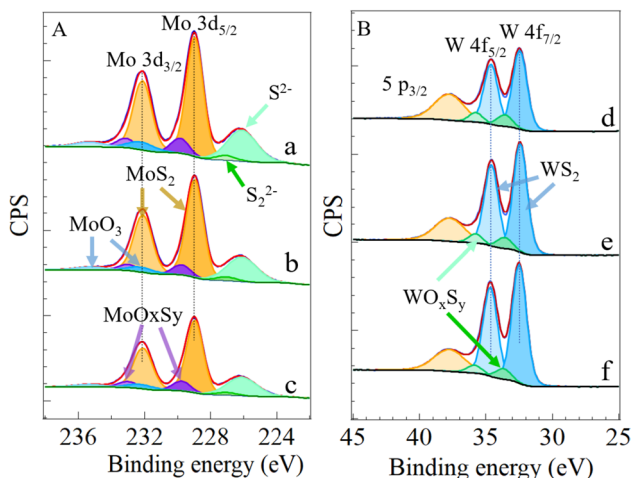 A
Mo 3d5/2
Mo 3d3/2
S2-
a
S22-
MoS2
MoO3
b
MoOxSy
c
CPS
236 232 228 224
Binding energy (eV)
B
W 4f7/2
W 4f5/2
5 p3/2
d
WS2
e
WOxSy
f
CPS
45 40 35 30 25
Binding energy (eV)